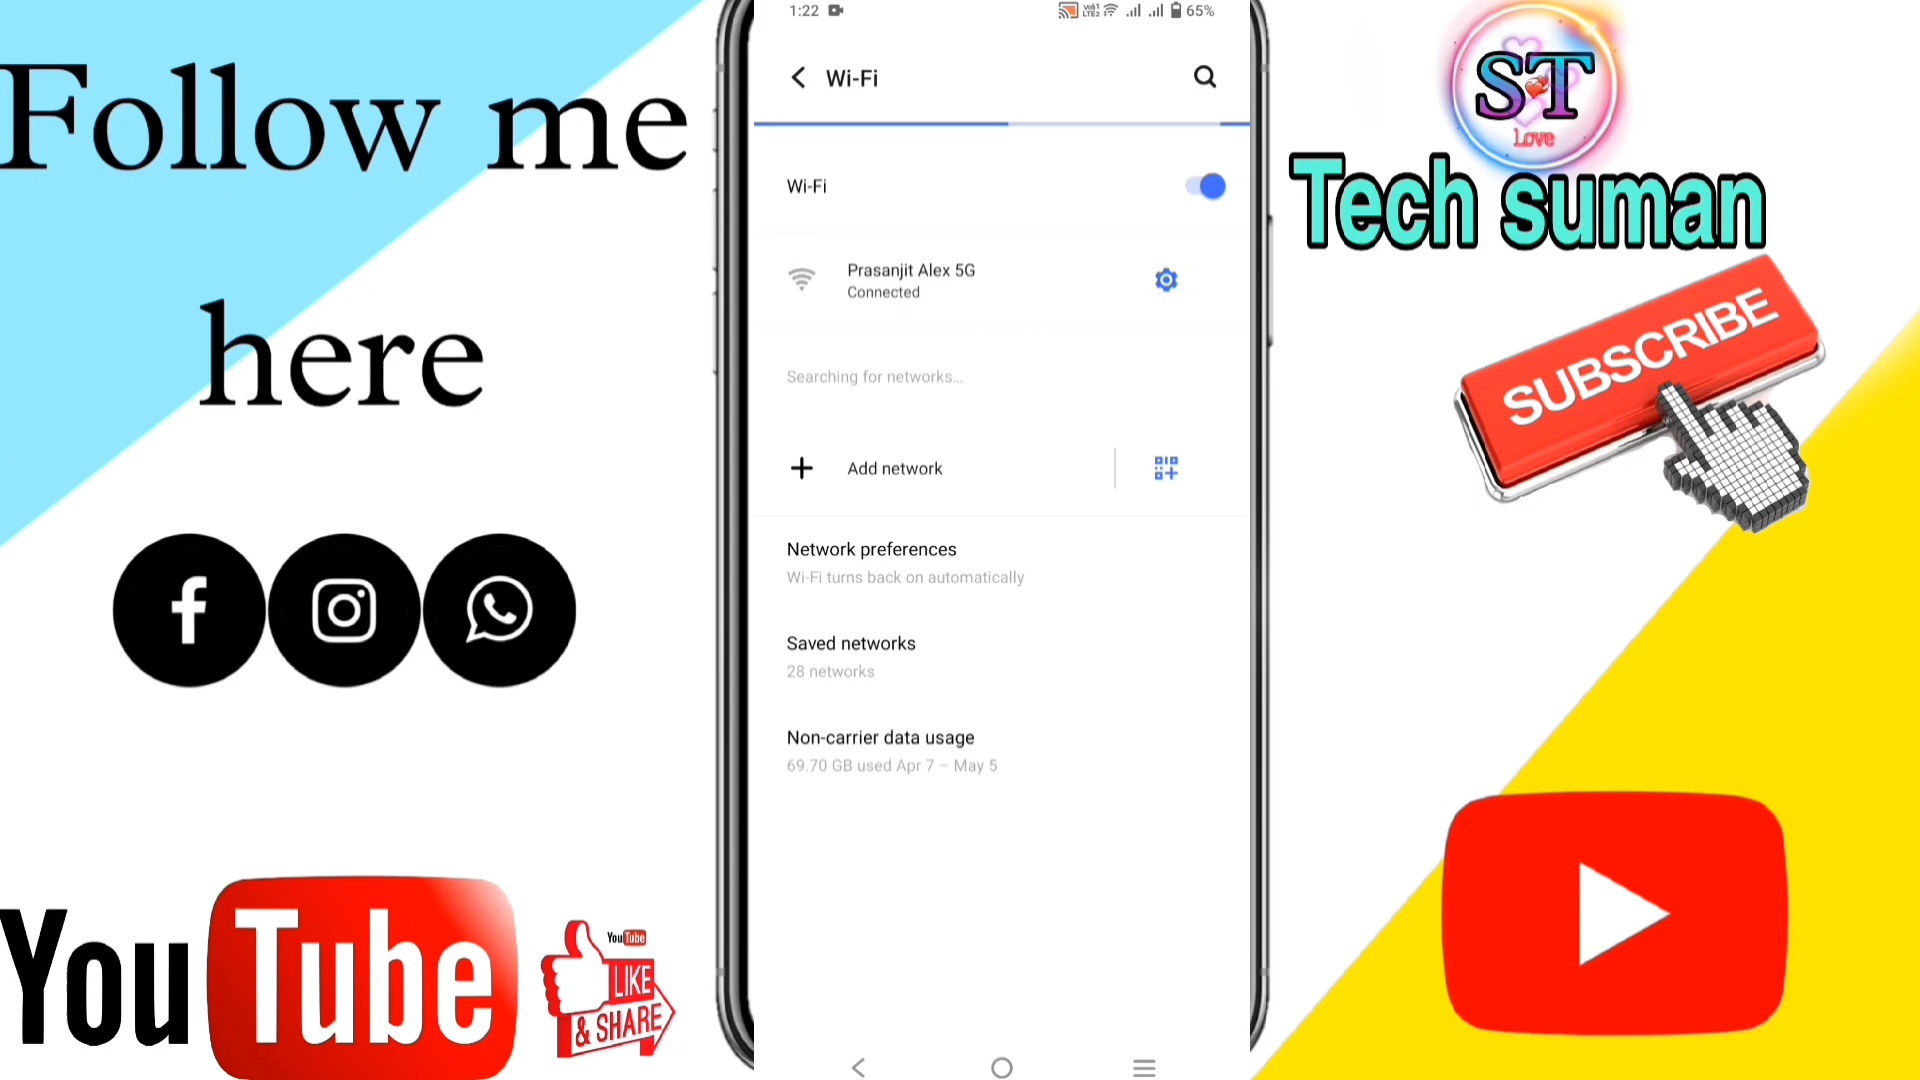 Follow me
here
YouTube
YouTube
LIKE
& SHARE
1:22
65%
Wi-Fi
Wi-Fi
Prasanjit Alex 5G
Connected
Searching for networks...
Add network
Network preferences
Wi-Fi turns back on automatically
Saved networks
28 networks
Non-carrier data usage
69.70 GB used Apr 7 – May 5
ST
Love
Tech suman
SUBSCRIBE